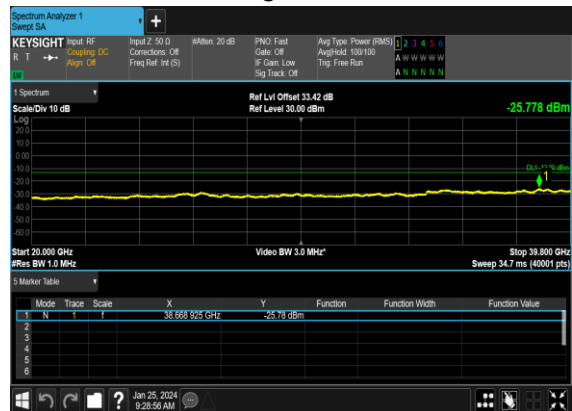 Spectrum Analyzer 1
Swept SA
+
KEYSIGHT Input: RF Input Z: 50 Ω #Atten: 20 dB PNO: Fast Avg Type: Power (RMS) 1 2 3 4 5 6
R T Coupling: DC Corrections: Off Gate: Off Avg|Hold: 100/100 A W W W W W
Align: Off Freq Ref: Int (S) IF Gain: Low Trig: Free Run
Sig Track: Off A N N N N N
1 Spectrum Ref Lvl Offset 33.42 dB
Scale/Div 10 dB Ref Level 30.00 dBm -25.778 dBm
Log
20.0
10.0
0.00
-10.0
1
-20.0
-30.0
-40.0
-50.0
-60.0
Start 20.000 GHz Video BW 3.0 MHz* Stop 39.800 GHz
#Res BW 1.0 MHz Sweep 34.7 ms (40001 pts)
5 Marker Table
Mode Trace Scale X Y Function Function Width Function Value
1 N 1 f 38.668 925 GHz -25.78 dBm
2
3
4
5
6
? Jan 25, 2024
9:28:56 AM